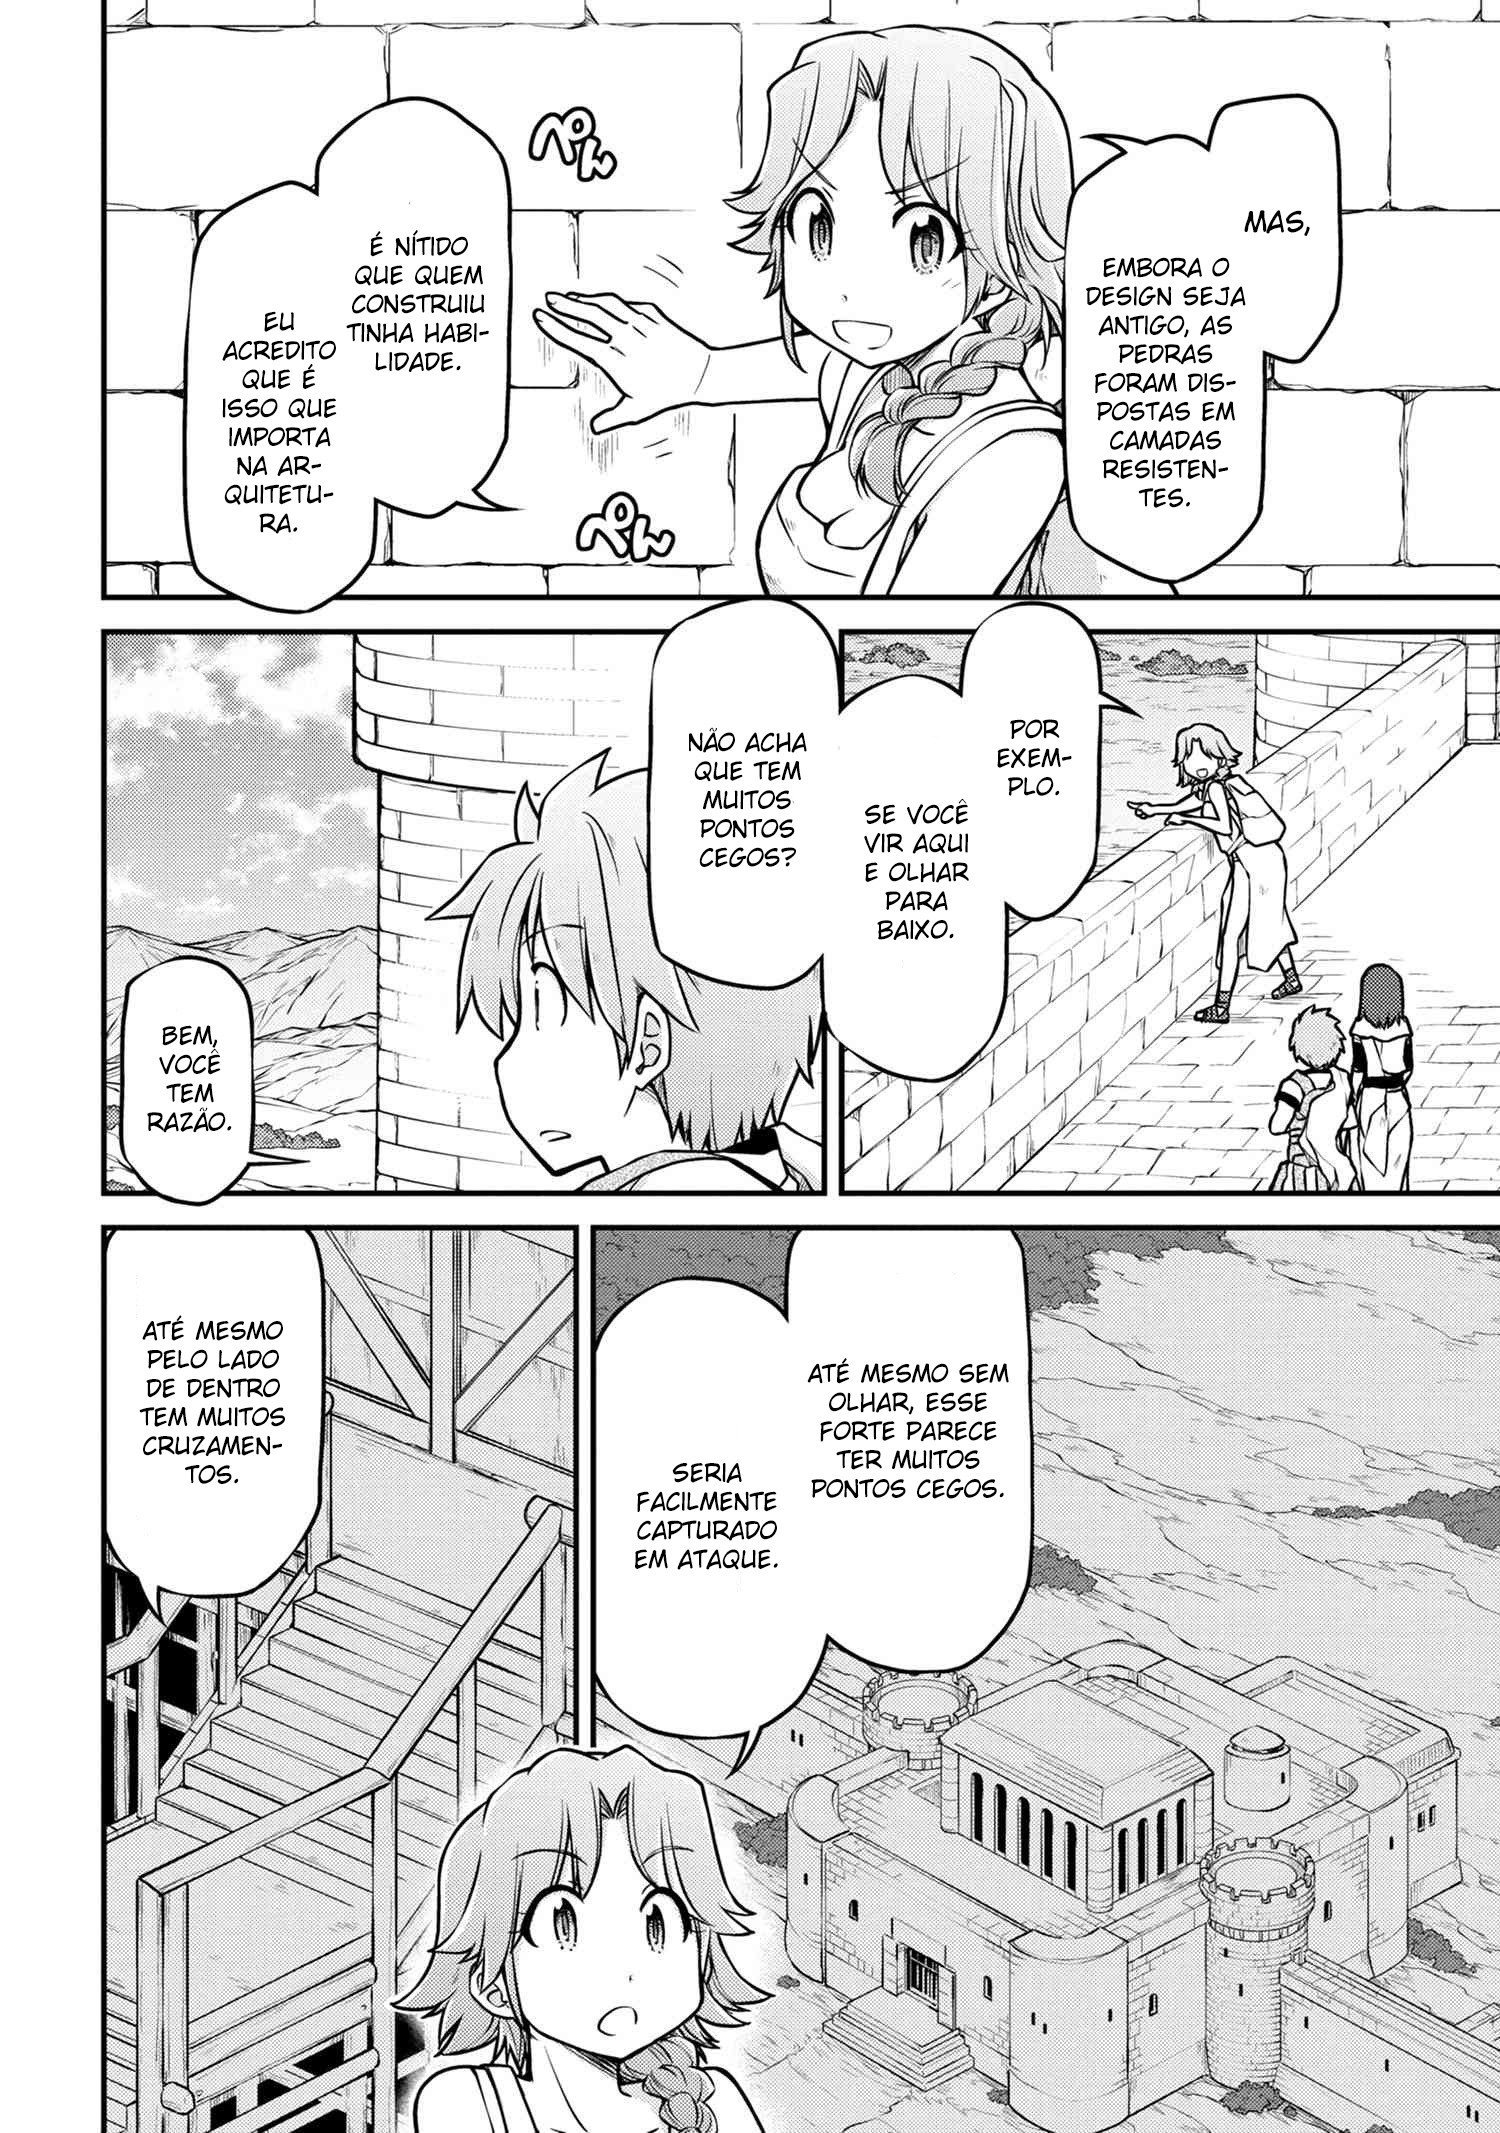 MAS,
EMBORA O
DESIGN SEJA
ANTIGO, AS
PEDRAS
FORAM DIS-
POSTAS EM
CAMADAS
RESISTEN-
TES.
ぺん
ぺん
É NÍTIDO
QUE QUEM
CONSTRUIU
TINHA HABI-
LIDADE.
EU
ACREDITO
QUE É
ISSO QUE
IMPORTA
NA AR-
QUITETU-
RA.
POR
EXEM-
PLO.
SE VOCÊ
VIR AQUI
E OLHAR
PARA
BAIXO.
NÃO ACHA
QUE TEM
MUITOS
PONTOS
CEGOS?
BEM,
VOCÊ
TEM
RAZÃO.
ATÉ MESMO SEM
OLHAR, ESSE
FORTE PARECE
TER MUITOS
PONTOS CEGOS.
SERIA
FACILMENTE
CAPTURADO
EM ATAQUE.
ATÉ MESMO
PELO LADO
DE DENTRO
TEM MUITOS
CRUZAMEN-
TOS.